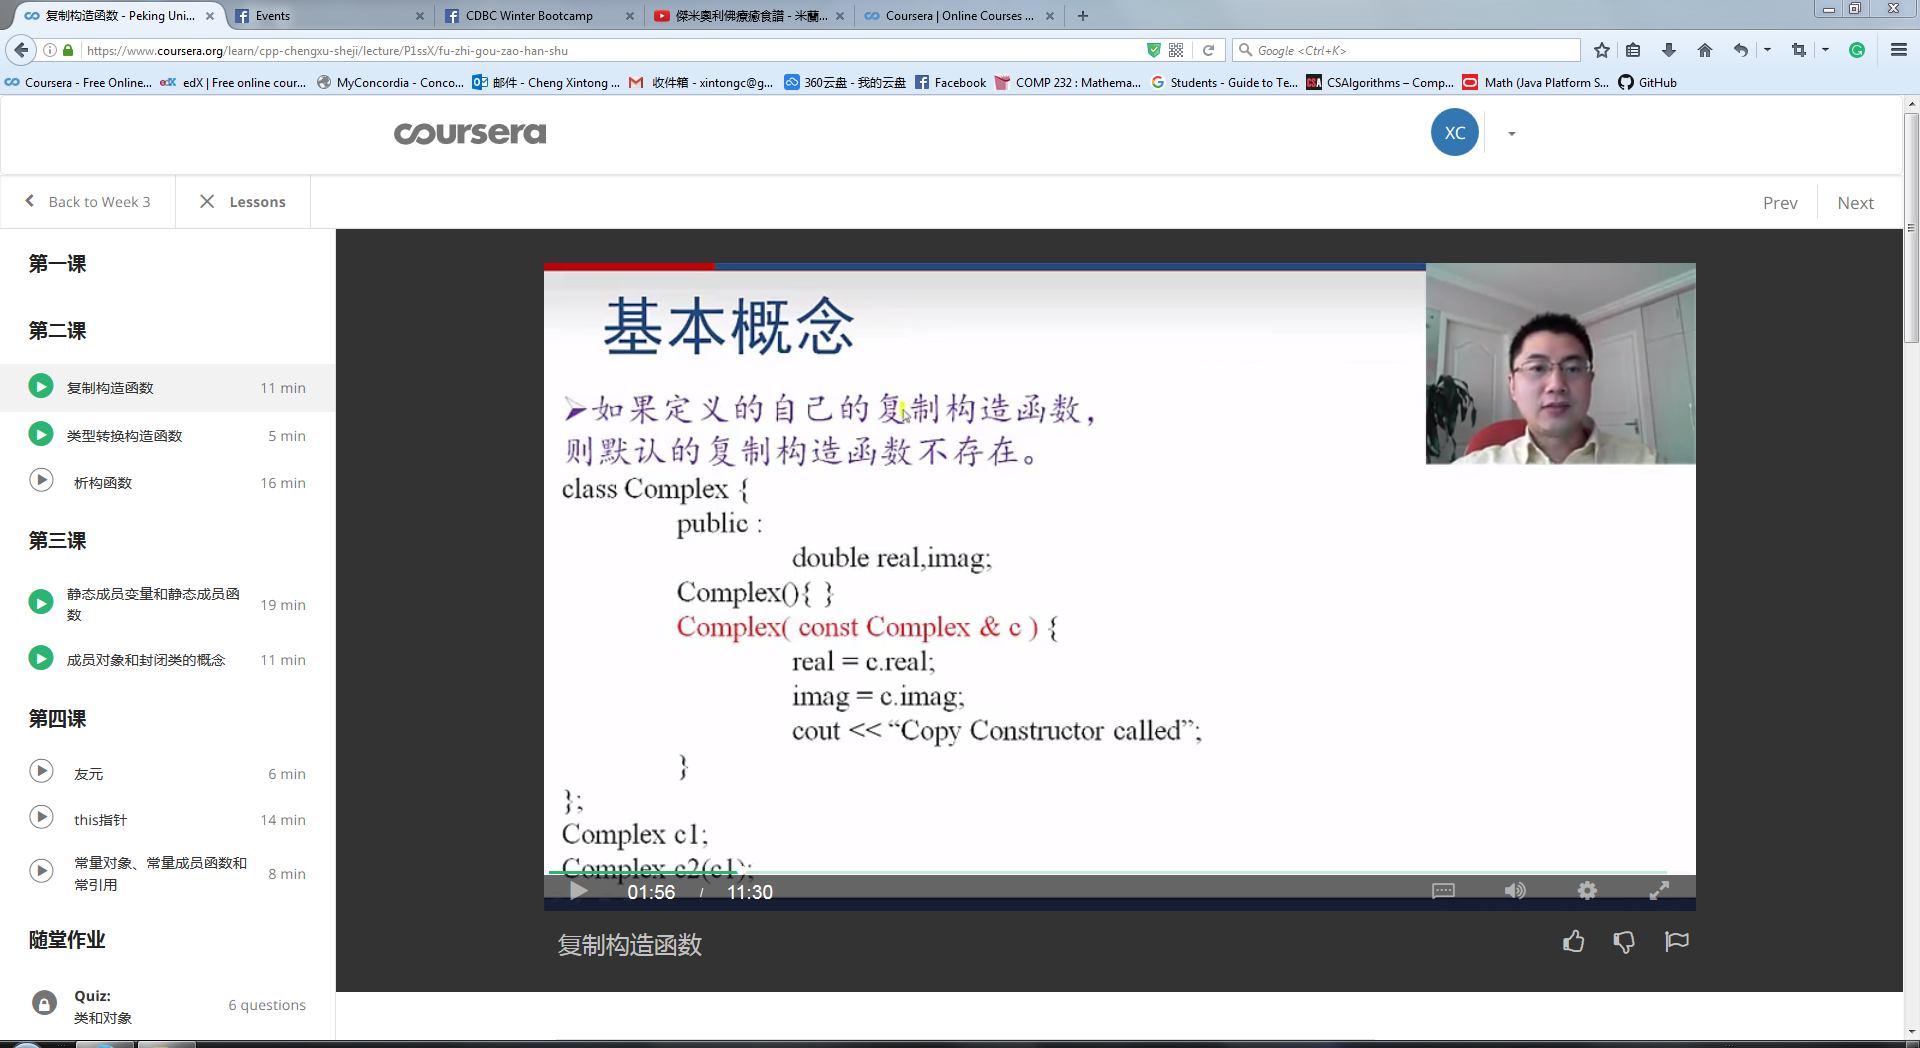 复制构造函数 - Peking Uni...
Events
CDBC Winter Bootcamp
傑米奧利佛療癒食譜 - 米蘭...
Coursera | Online Courses ...
https://www.coursera.org/learn/cpp-chengxu-sheji/lecture/P1ssX/fu-zhi-gou-zao-han-shu
Google <Ctrl+K>
Coursera - Free Online...
edX | Free online cour...
MyConcordia - Conco...
邮件 - Cheng Xintong ...
收件箱 - xintongc@g...
360云盘 - 我的云盘
Facebook
COMP 232 : Mathema...
Students - Guide to Te...
CSAlgorithms – Comp...
Math (Java Platform S...
GitHub
coursera
XC
Back to Week 3
Lessons
Prev
Next
第一课
第二课
复制构造函数 11 min
类型转换构造函数 5 min
析构函数 16 min
第三课
静态成员变量和静态成员函
数 19 min
成员对象和封闭类的概念 11 min
第四课
友元 6 min
this指针 14 min
常量对象、常量成员函数和
常引用 8 min
随堂作业
Quiz:
类和对象
6 questions
基本概念
➢如果定义的自己的复制构造函数，
则默认的复制构造函数不存在。
class Complex {
public :
double real,imag;
Complex(){ }
Complex( const Complex & c ) {
real = c.real;
imag = c.imag;
cout << “Copy Constructor called”;
}
};
Complex c1;
Complex c2(c1);
01:56 / 11:30
复制构造函数